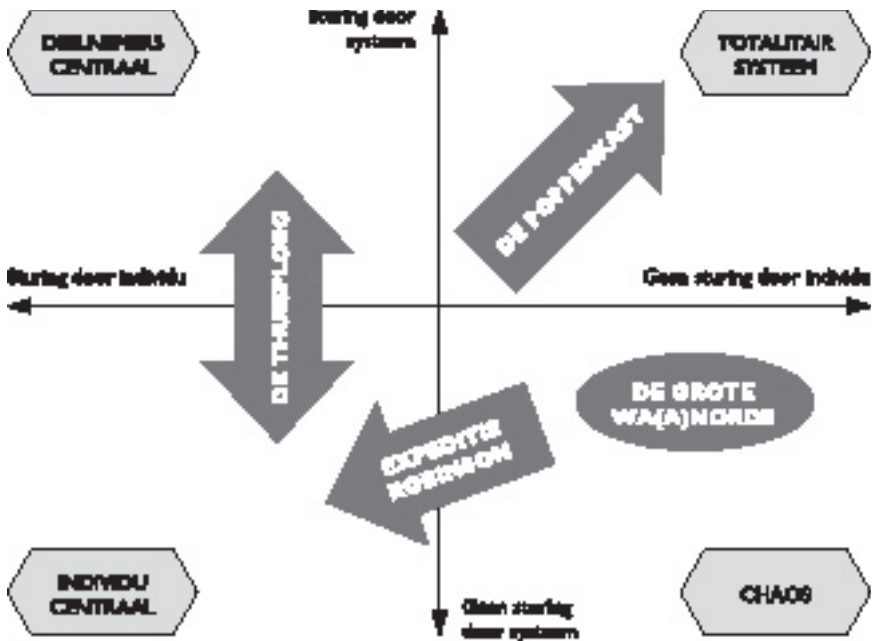 DEELNEMERS
CENTRAAL
Sturing door
systeem
TOTALITAIR
SYSTEEM
DE POPPENKAST
DE THUISPLOEG
Sturing door individu
Geen sturing door individu
DE GROTE
WA(A)NORDE
EXPEDITIE
ROBINSON
INDIVIDU
CENTRAAL
Geen sturing
door systeem
CHAOS